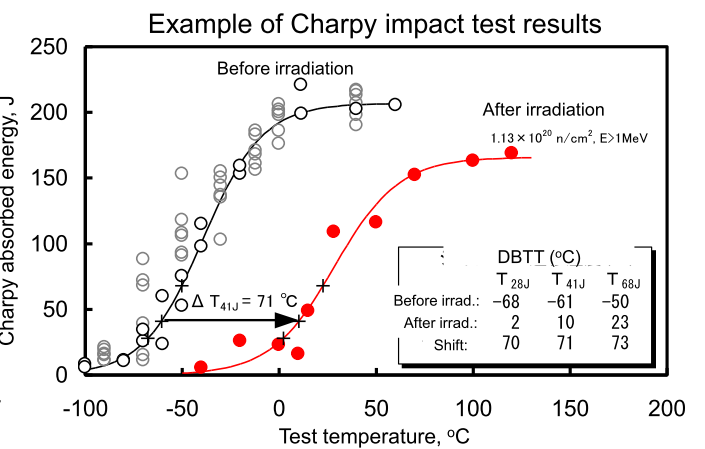 Example of Charpy impact test results
Charpy absorbed energy, J
250
200
150
100
50
0
Before irradiation
After irradiation
1.13×10²⁰ n/cm², E>1MeV
Δ T41J = 71 ℃
DBTT (°C)
T28J T41J T68J
Before irrad.: −68 −61 −50
After irrad.: 2 10 23
Shift: 70 71 73
-100 -50 0 50 100 150 200
Test temperature, °C